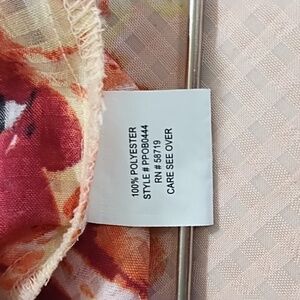 100% POLYESTER
STYLE # PPOB0444
RN # 58719
CARE SEE OVER